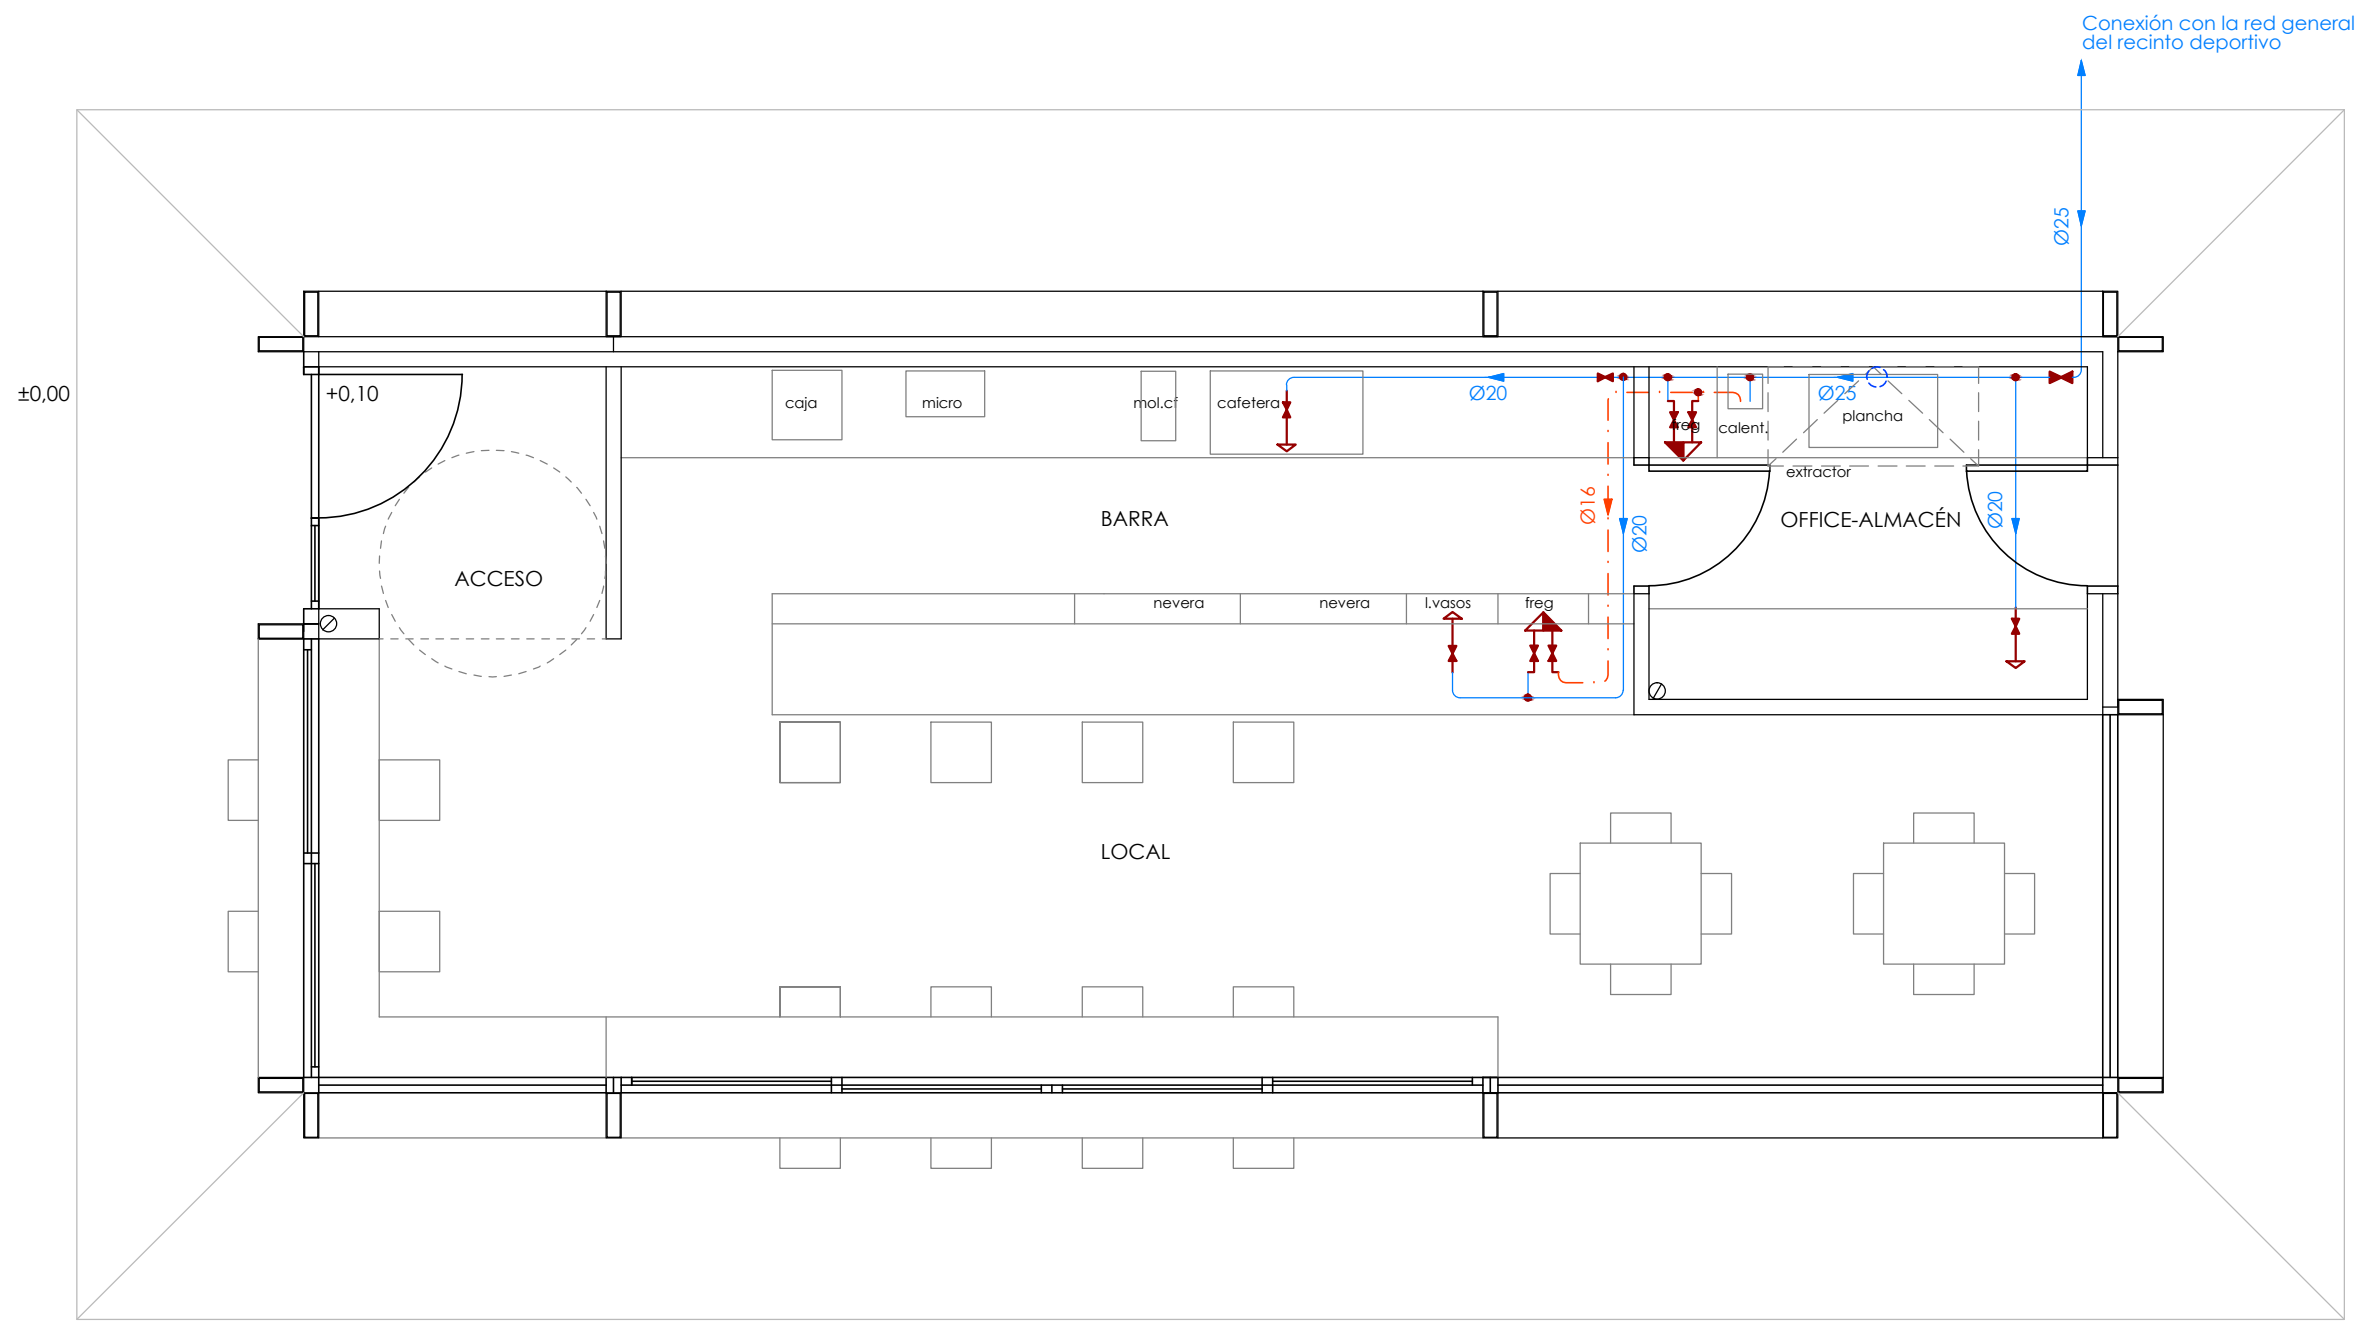 Conexión con la red general
del recinto deportivo
Ø25
±0,00
+0,10
caja
micro
mol.cf
cafetera
Ø20
freg
calent.
Ø25
plancha
extractor
Ø16
Ø20
Ø20
BARRA
OFFICE-ALMACÉN
ACCESO
nevera
nevera
l.vasos
freg
LOCAL